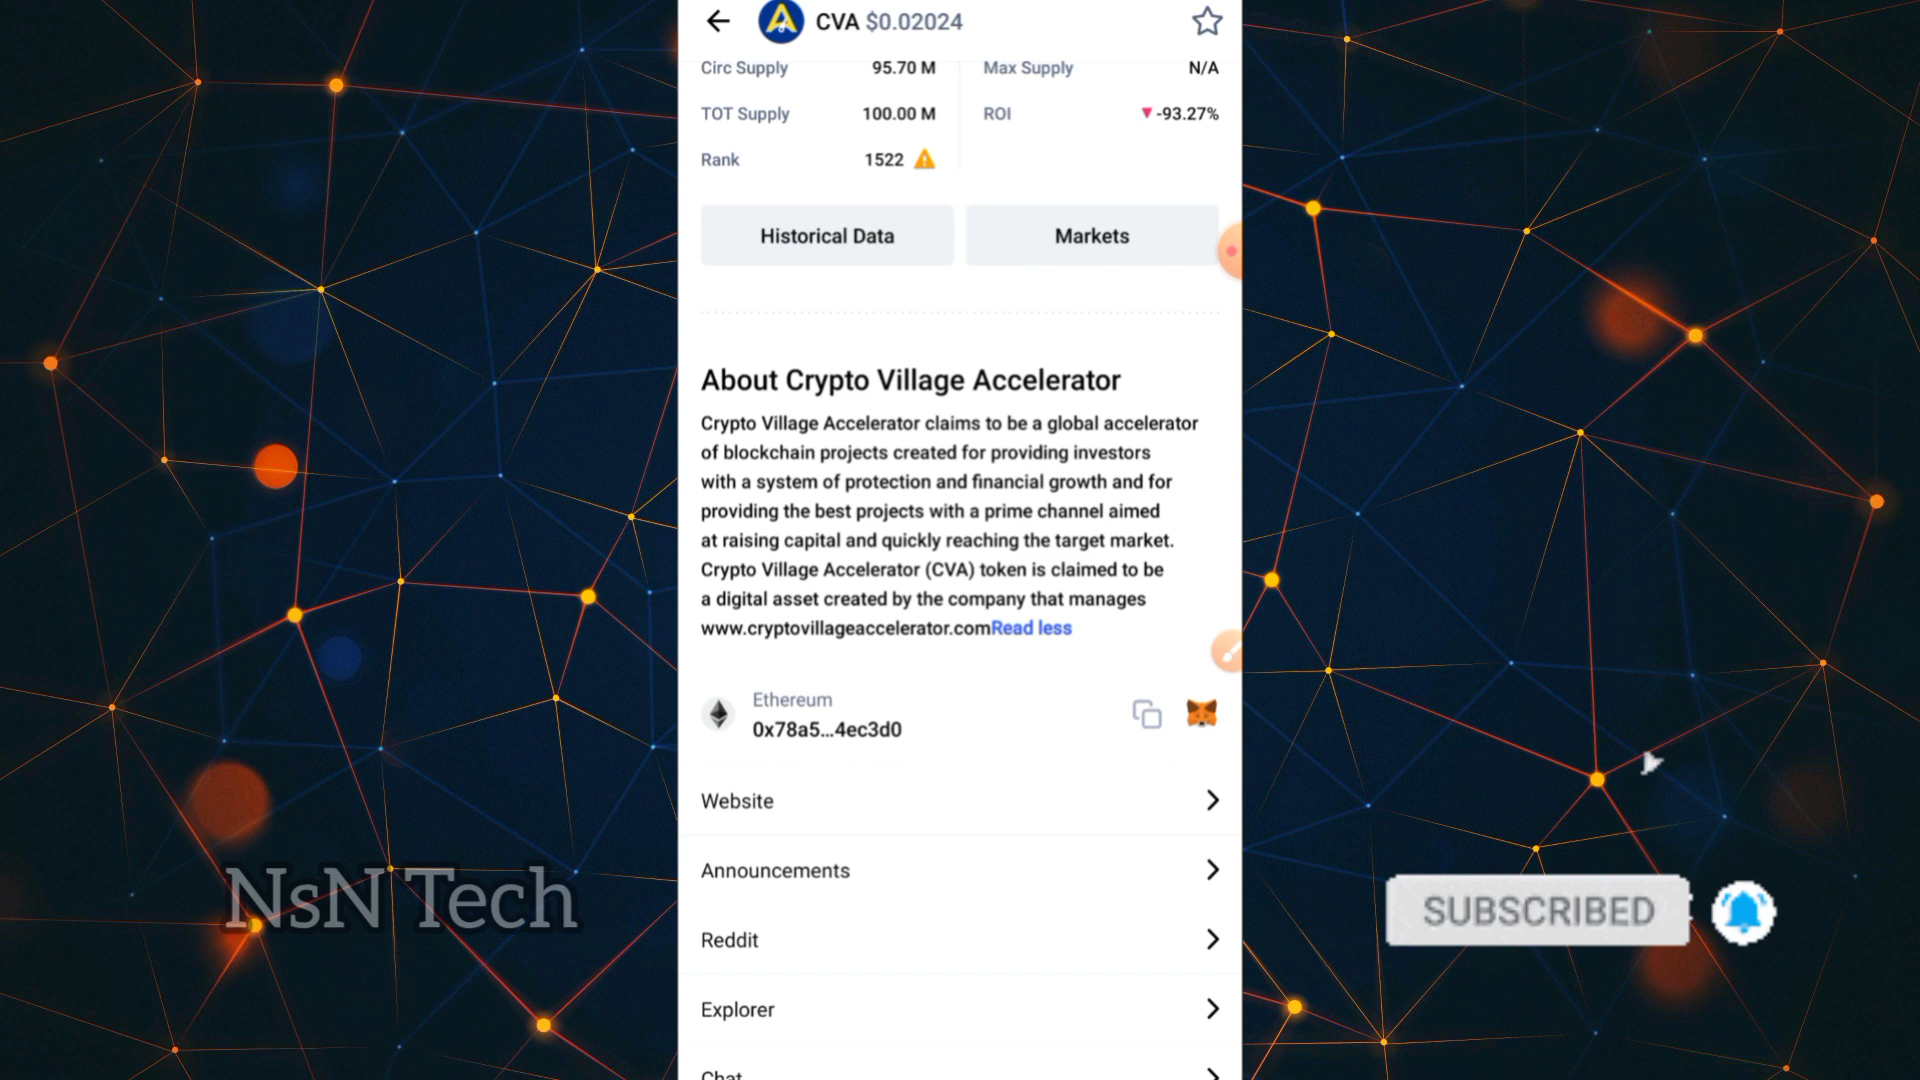 CVA $0.02024
Circ Supply 95.70 M Max Supply N/A
TOT Supply 100.00 M ROI ▼-93.27%
Rank 1522
Historical Data Markets
About Crypto Village Accelerator
Crypto Village Accelerator claims to be a global accelerator
of blockchain projects created for providing investors
with a system of protection and financial growth and for
providing the best projects with a prime channel aimed
at raising capital and quickly reaching the target market.
Crypto Village Accelerator (CVA) token is claimed to be
a digital asset created by the company that manages
www.cryptovillageaccelerator.comRead less
Ethereum
0x78a5...4ec3d0
Website
Announcements
Reddit
Explorer
Chat
NsN Tech
SUBSCRIBED